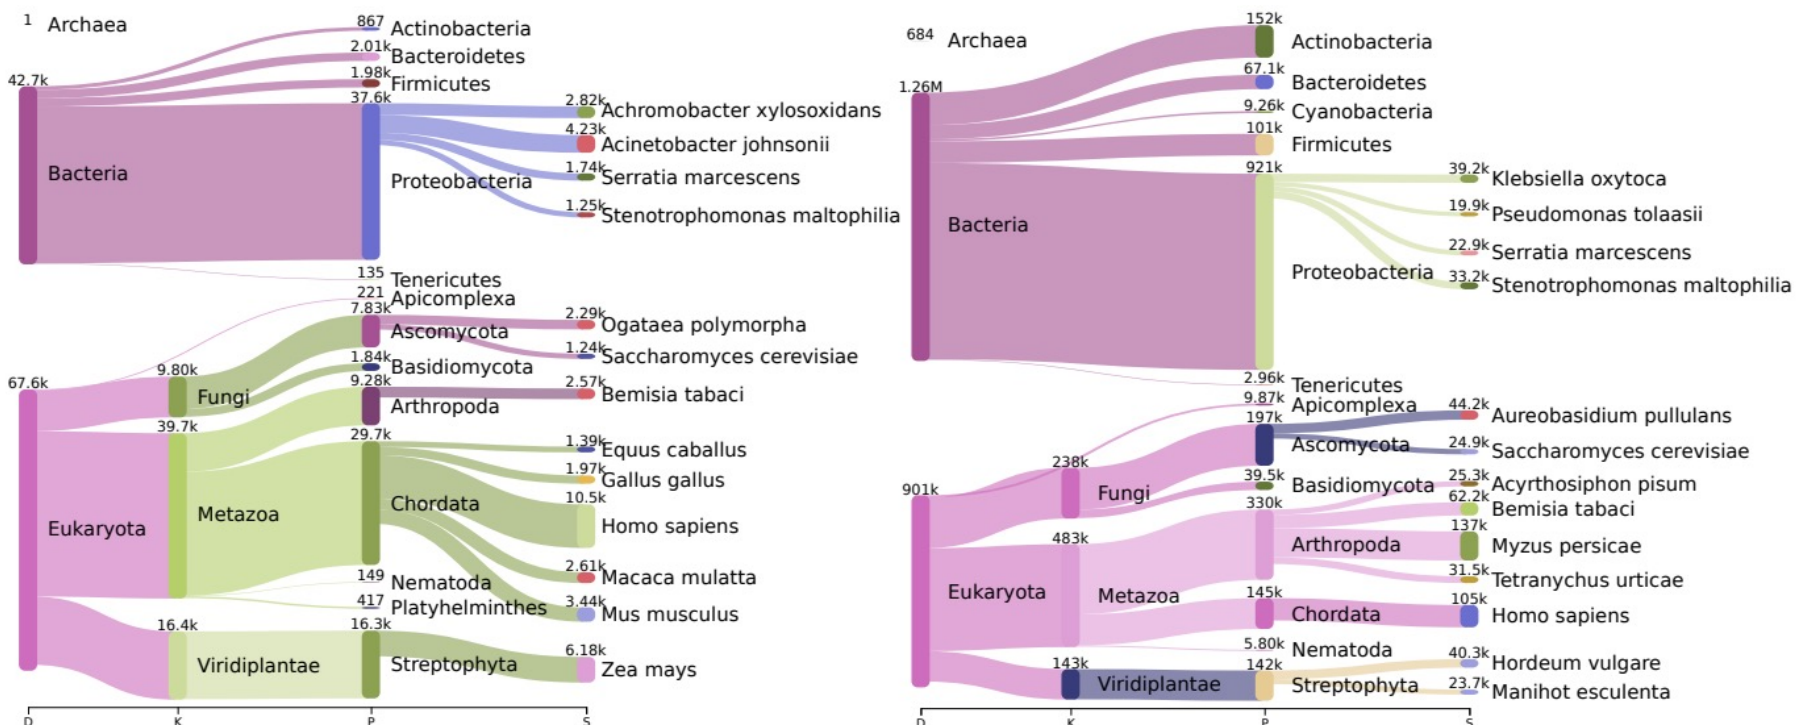 1 Archaea
867 Actinobacteria
2.01k Bacteroidetes
1.98k Firmicutes
42.7k Bacteria
37.6k Proteobacteria
2.82k Achromobacter xylosoxidans
4.23k Acinetobacter johnsonii
1.74k Serratia marcescens
1.25k Stenotrophomonas maltophilia
135 Tenericutes
221 Apicomplexa
7.83k Ascomycota
2.29k Ogataea polymorpha
1.24k Saccharomyces cerevisiae
1.84k Basidiomycota
67.6k Eukaryota
9.80k Fungi
9.28k Arthropoda
2.57k Bemisia tabaci
39.7k Metazoa
29.7k Chordata
1.39k Equus caballus
1.97k Gallus gallus
10.5k Homo sapiens
2.61k Macaca mulatta
3.44k Mus musculus
149 Nematoda
417 Platyhelminthes
16.4k Viridiplantae
16.3k Streptophyta
6.18k Zea mays
D K P S
684 Archaea
152k Actinobacteria
67.1k Bacteroidetes
1.26M Bacteria
9.26k Cyanobacteria
101k Firmicutes
921k Proteobacteria
39.2k Klebsiella oxytoca
19.9k Pseudomonas tolaasii
22.9k Serratia marcescens
33.2k Stenotrophomonas maltophilia
2.96k Tenericutes
9.87k Apicomplexa
197k Ascomycota
44.2k Aureobasidium pullulans
24.9k Saccharomyces cerevisiae
238k Fungi
39.5k Basidiomycota
901k Eukaryota
330k Arthropoda
25.3k Acyrthosiphon pisum
62.2k Bemisia tabaci
137k Myzus persicae
31.5k Tetranychus urticae
483k Metazoa
145k Chordata
105k Homo sapiens
5.80k Nematoda
143k Viridiplantae
142k Streptophyta
40.3k Hordeum vulgare
23.7k Manihot esculenta
D K P S